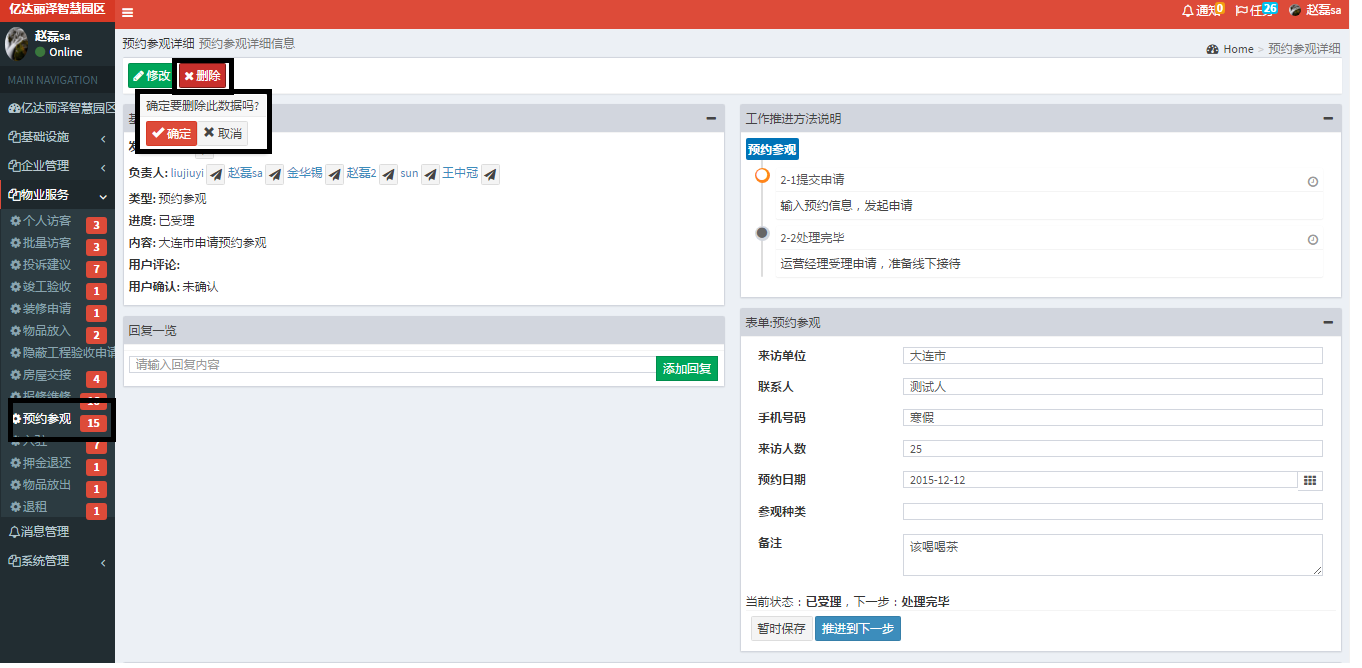 亿达丽泽智慧园区
通知 0
任务 26
赵磊sa
赵磊sa
Online
MAIN NAVIGATION
亿达丽泽智慧园区
基础设施
企业管理
物业服务
个人访客 3
批量访客 3
投诉建议 7
竣工验收 1
装修申请 1
物品放入 2
隐蔽工程验收申请
房屋交接 4
报修维修
预约参观 15
入驻 7
押金退还 1
物品放出 1
退租 1
消息管理
系统管理
预约参观详细 预约参观详细信息
Home > 预约参观详细
修改 删除
确定要删除此数据吗?
确定 取消
负责人: liujiuyi 赵磊sa 金华锡 赵磊2 sun 王中冠
类型: 预约参观
进度: 已受理
内容: 大连市申请预约参观
用户评论:
用户确认: 未确认
回复一览
请输入回复内容
添加回复
工作推进方法说明
预约参观
2-1提交申请
输入预约信息，发起申请
2-2处理完毕
运营经理受理申请，准备线下接待
表单:预约参观
来访单位 大连市
联系人 测试人
手机号码 寒假
来访人数 25
预约日期 2015-12-12
参观种类
备注 该喝喝茶
当前状态：已受理，下一步：处理完毕
暂时保存 推进到下一步